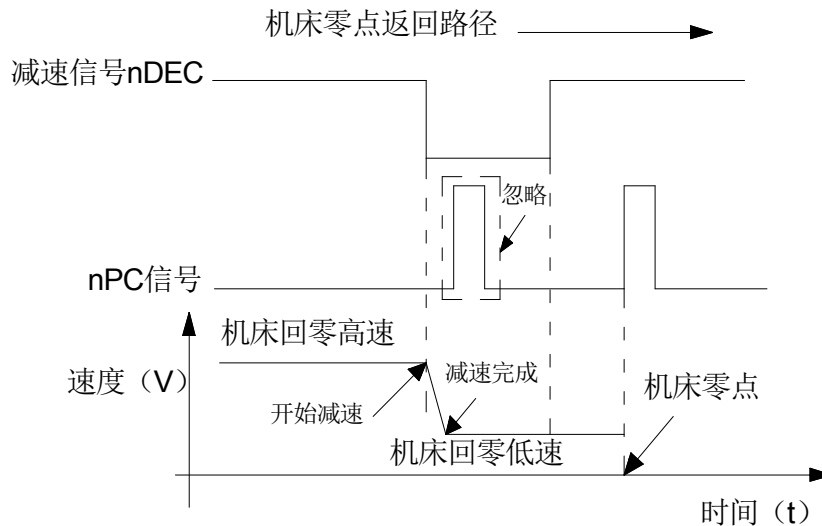 机床零点返回路径
减速信号nDEC
忽略
nPC信号
机床回零高速
速度（V）
减速完成
机床零点
开始减速
机床回零低速
时间（t）